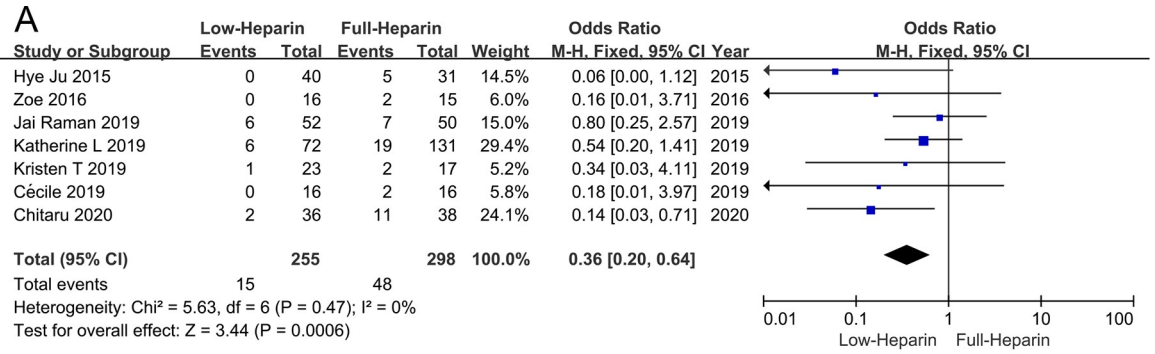 A
Low-Heparin Full-Heparin Odds Ratio Odds Ratio
Study or Subgroup Events Total Events Total Weight M-H, Fixed, 95% CI Year M-H, Fixed, 95% CI
Hye Ju 2015 0 40 5 31 14.5% 0.06 [0.00, 1.12] 2015
Zoe 2016 0 16 2 15 6.0% 0.16 [0.01, 3.71] 2016
Jai Raman 2019 6 52 7 50 15.0% 0.80 [0.25, 2.57] 2019
Katherine L 2019 6 72 19 131 29.4% 0.54 [0.20, 1.41] 2019
Kristen T 2019 1 23 2 17 5.2% 0.34 [0.03, 4.11] 2019
Cécile 2019 0 16 2 16 5.8% 0.18 [0.01, 3.97] 2019
Chitaru 2020 2 36 11 38 24.1% 0.14 [0.03, 0.71] 2020
Total (95% CI) 255 298 100.0% 0.36 [0.20, 0.64]
Total events 15 48
Heterogeneity: Chi² = 5.63, df = 6 (P = 0.47); I² = 0%
Test for overall effect: Z = 3.44 (P = 0.0006)
0.01 0.1 1 10 100
Low-Heparin Full-Heparin